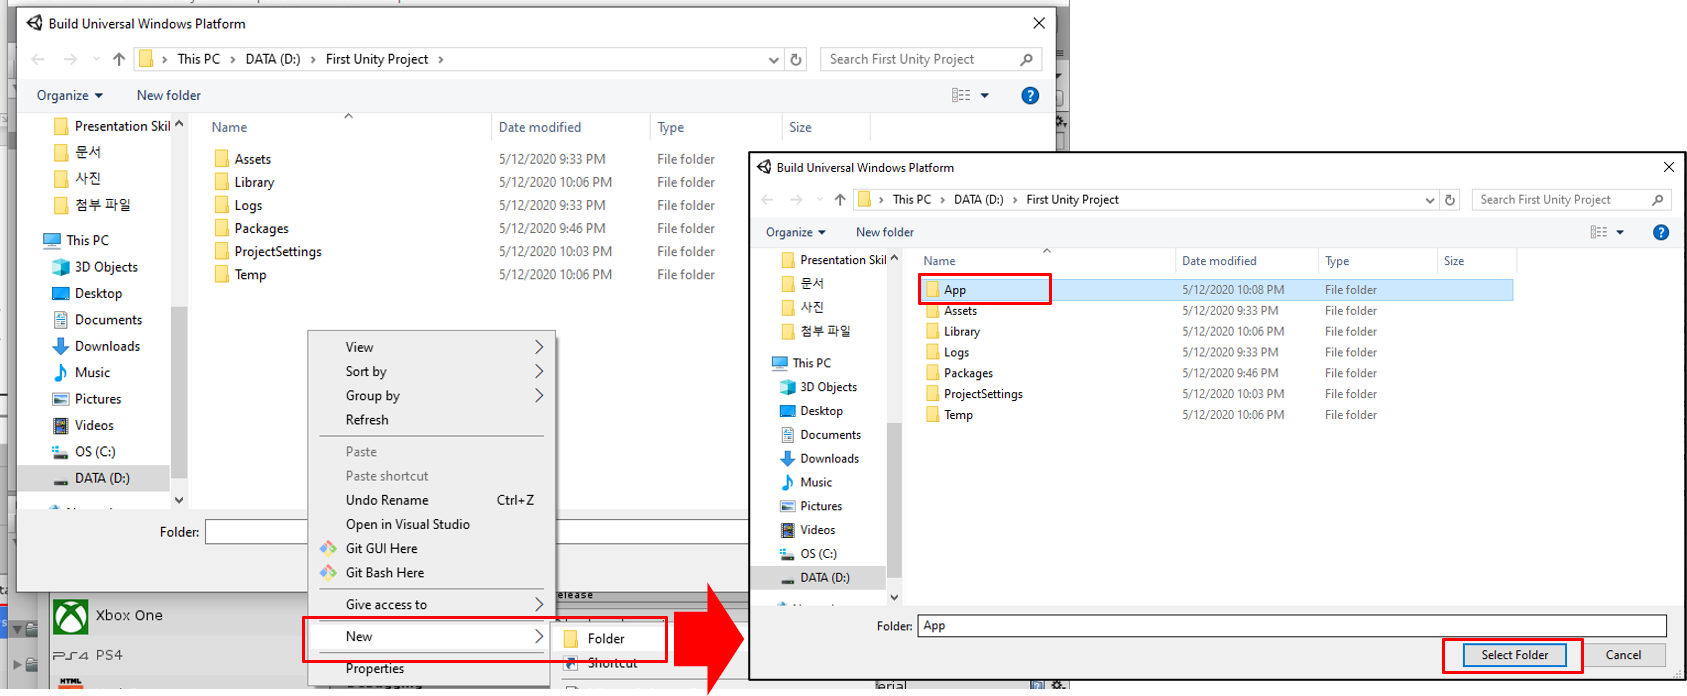 Build Universal Windows Platform
This PC > DATA (D:) > First Unity Project >
Search First Unity Project
Organize
New folder
Name
Date modified
Type
Size
Presentation Skil
문서
사진
첨부 파일
This PC
3D Objects
Desktop
Documents
Downloads
Music
Pictures
Videos
OS (C:)
DATA (D:)
Assets 5/12/2020 9:33 PM File folder
Library 5/12/2020 10:06 PM File folder
Logs 5/12/2020 9:33 PM File folder
Packages 5/12/2020 9:46 PM File folder
ProjectSettings 5/12/2020 10:03 PM File folder
Temp 5/12/2020 10:06 PM File folder
Folder:
View
Sort by
Group by
Refresh
Paste
Paste shortcut
Undo Rename Ctrl+Z
Open in Visual Studio
Git GUI Here
Git Bash Here
Give access to
New
Properties
Folder
Shortcut
Xbox One
PS4 PS4
HTML
Build Universal Windows Platform
This PC > DATA (D:) > First Unity Project
Search First Unity Project
Organize
New folder
Name
Date modified
Type
Size
Presentation Skil
문서
사진
첨부 파일
This PC
3D Objects
Desktop
Documents
Downloads
Music
Pictures
Videos
OS (C:)
DATA (D:)
App 5/12/2020 10:08 PM File folder
Assets 5/12/2020 9:33 PM File folder
Library 5/12/2020 10:06 PM File folder
Logs 5/12/2020 9:33 PM File folder
Packages 5/12/2020 9:46 PM File folder
ProjectSettings 5/12/2020 10:03 PM File folder
Temp 5/12/2020 10:06 PM File folder
Folder: App
Select Folder
Cancel